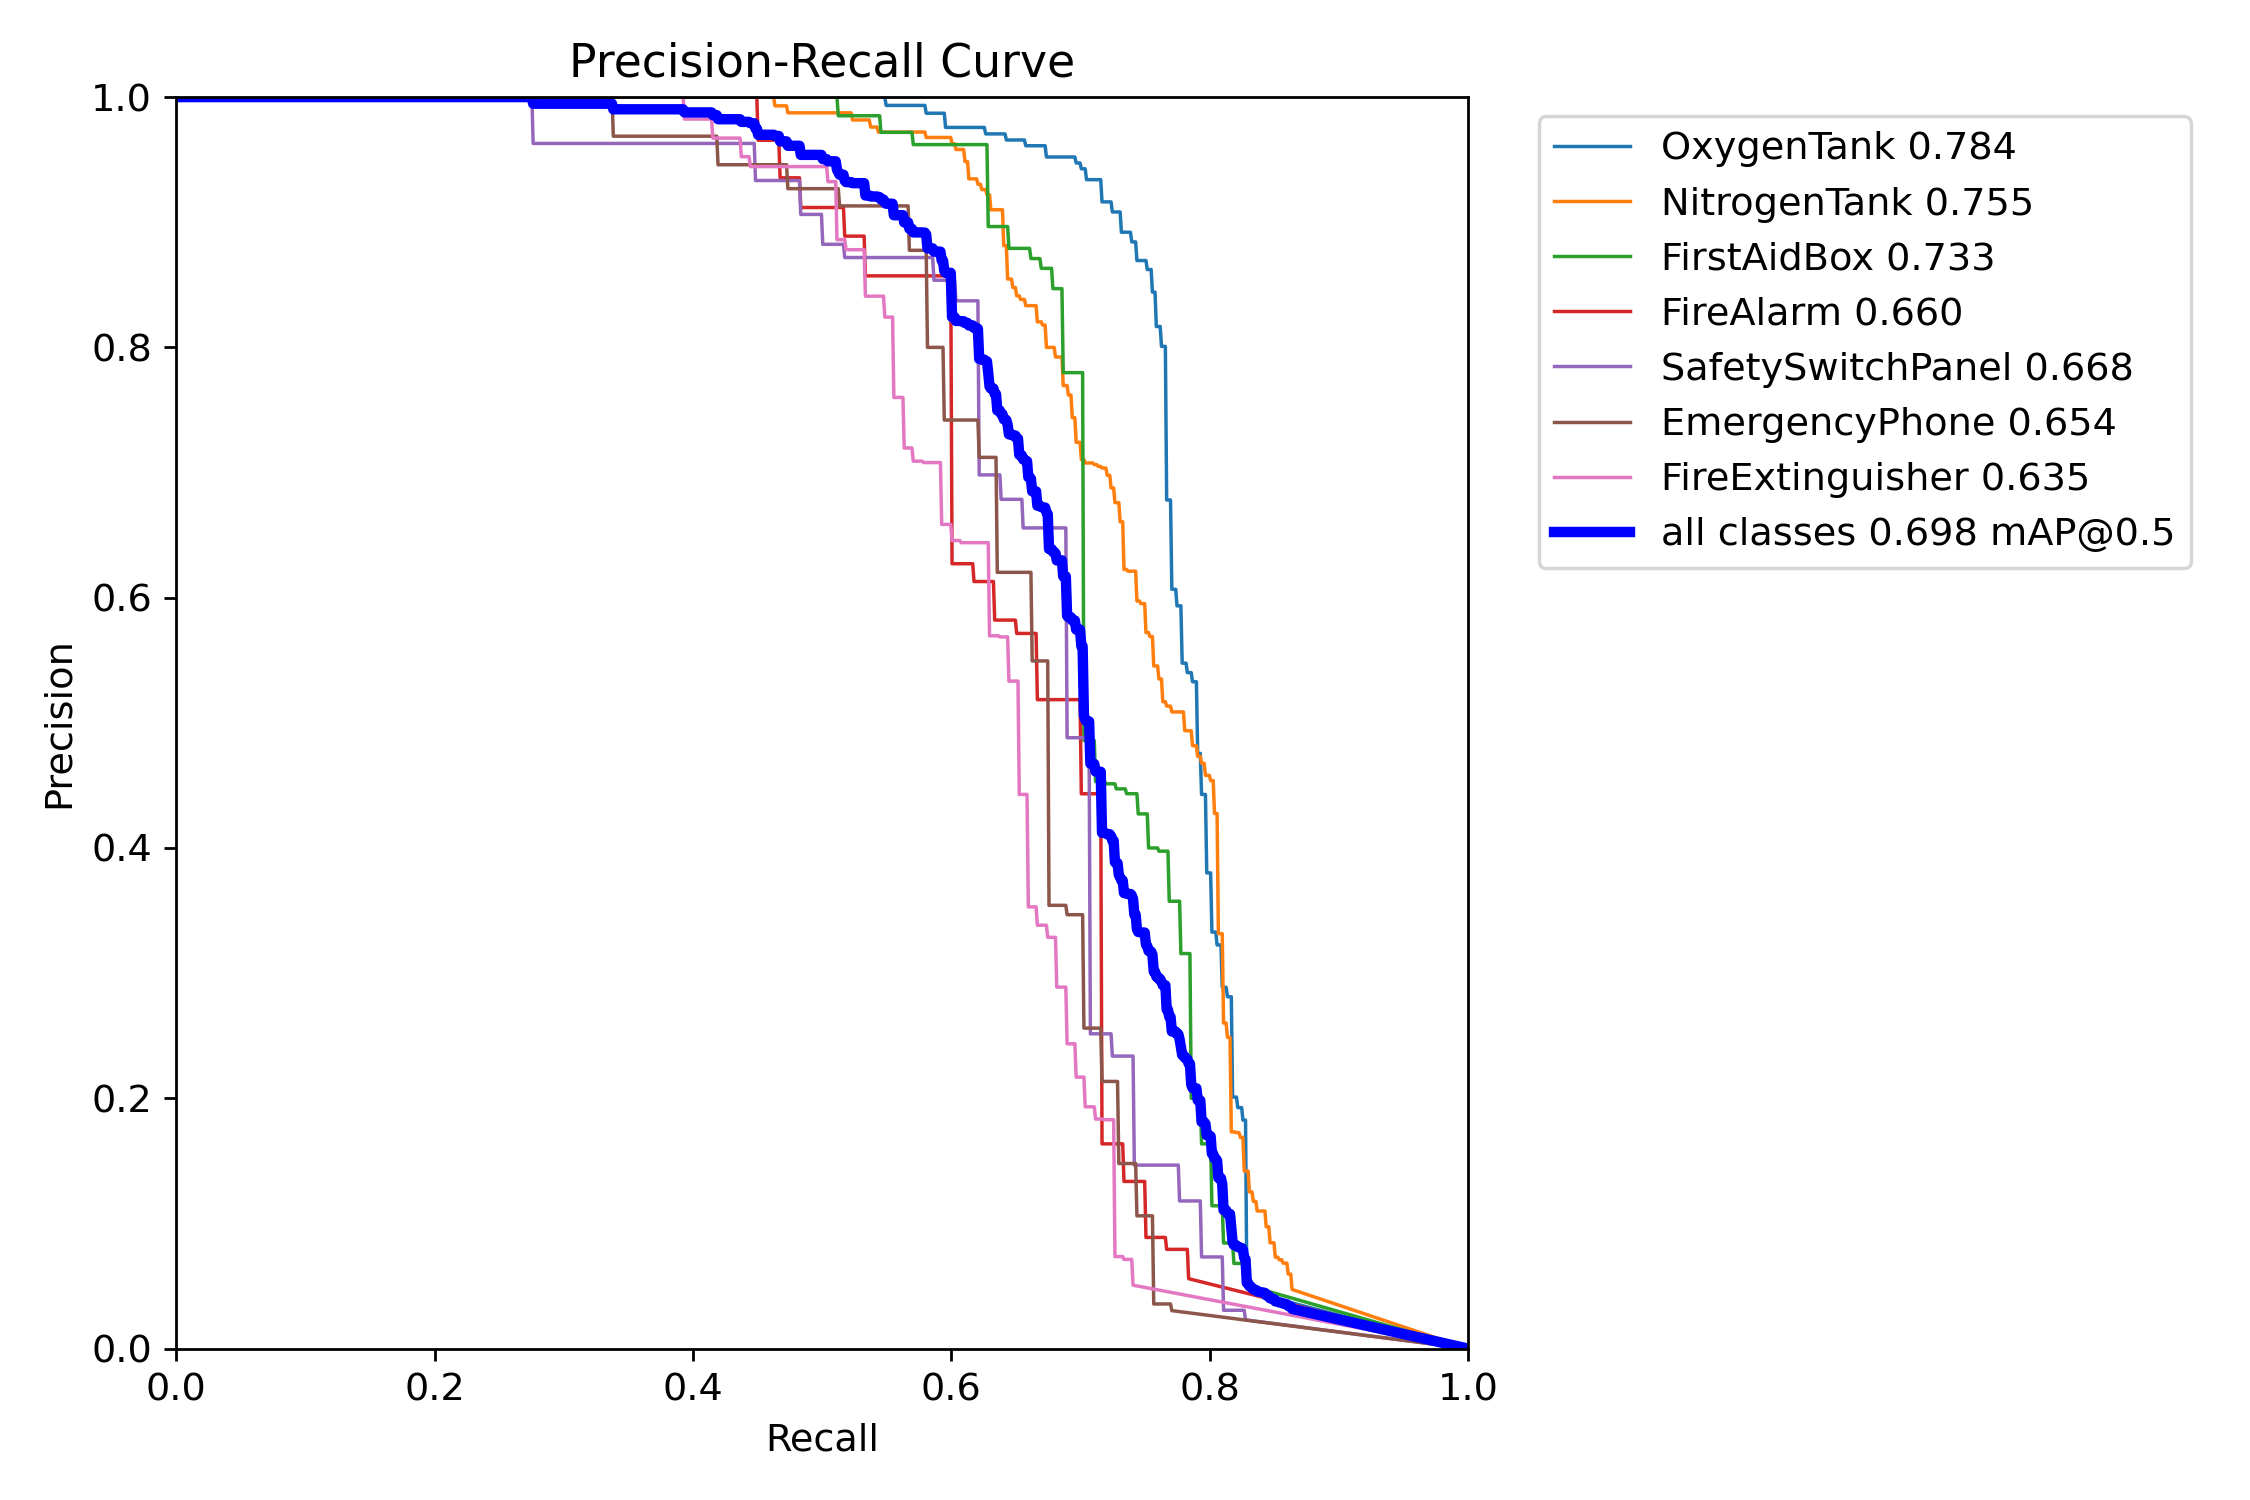 Precision-Recall Curve
1.0
0.8
0.6
0.4
0.2
0.0
Precision
0.0 0.2 0.4 0.6 0.8 1.0
Recall
OxygenTank 0.784
NitrogenTank 0.755
FirstAidBox 0.733
FireAlarm 0.660
SafetySwitchPanel 0.668
EmergencyPhone 0.654
FireExtinguisher 0.635
all classes 0.698 mAP@0.5